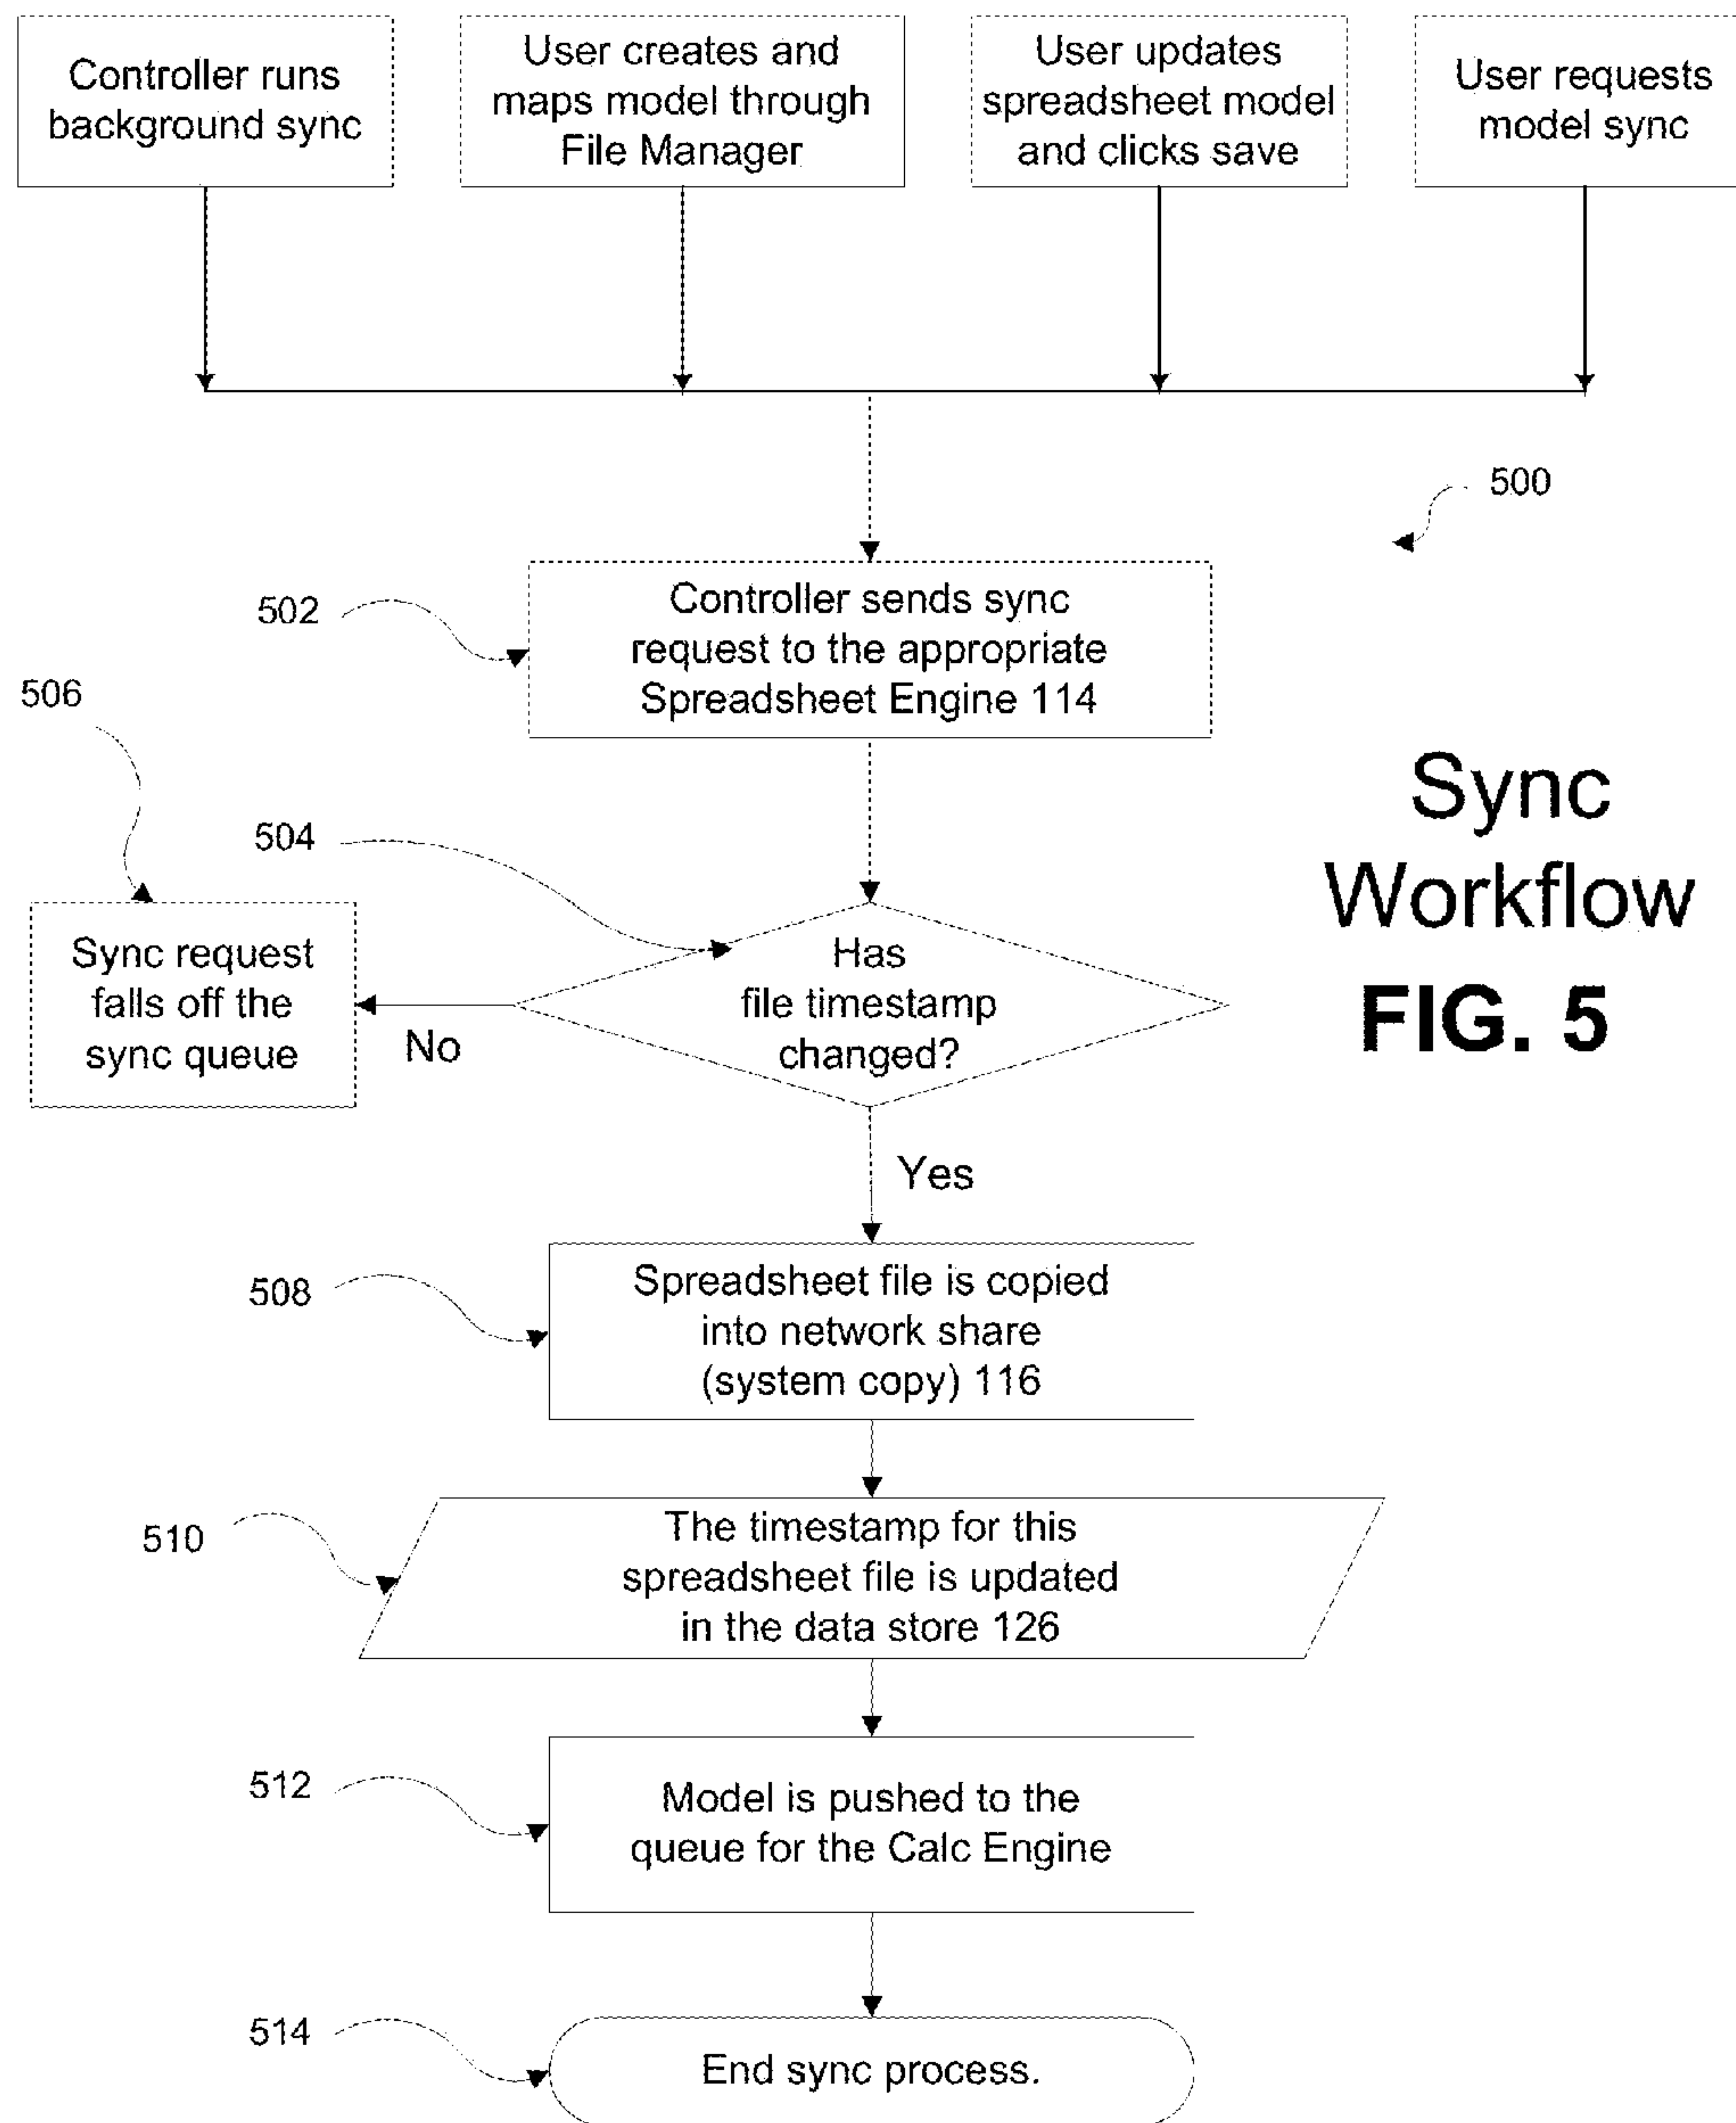 Controller runs
background sync
User creates and
maps model through
File Manager
User updates
spreadsheet model
and clicks save
User requests
model sync
500
502
Controller sends sync
request to the appropriate
Spreadsheet Engine 114
506
504
Sync
Workflow
FIG. 5
Sync request
falls off the
sync queue
No
Has
file timestamp
changed?
Yes
508
Spreadsheet file is copied
into network share
(system copy) 116
510
The timestamp for this
spreadsheet file is updated
in the data store 126
512
Model is pushed to the
queue for the Calc Engine
514
End sync process.